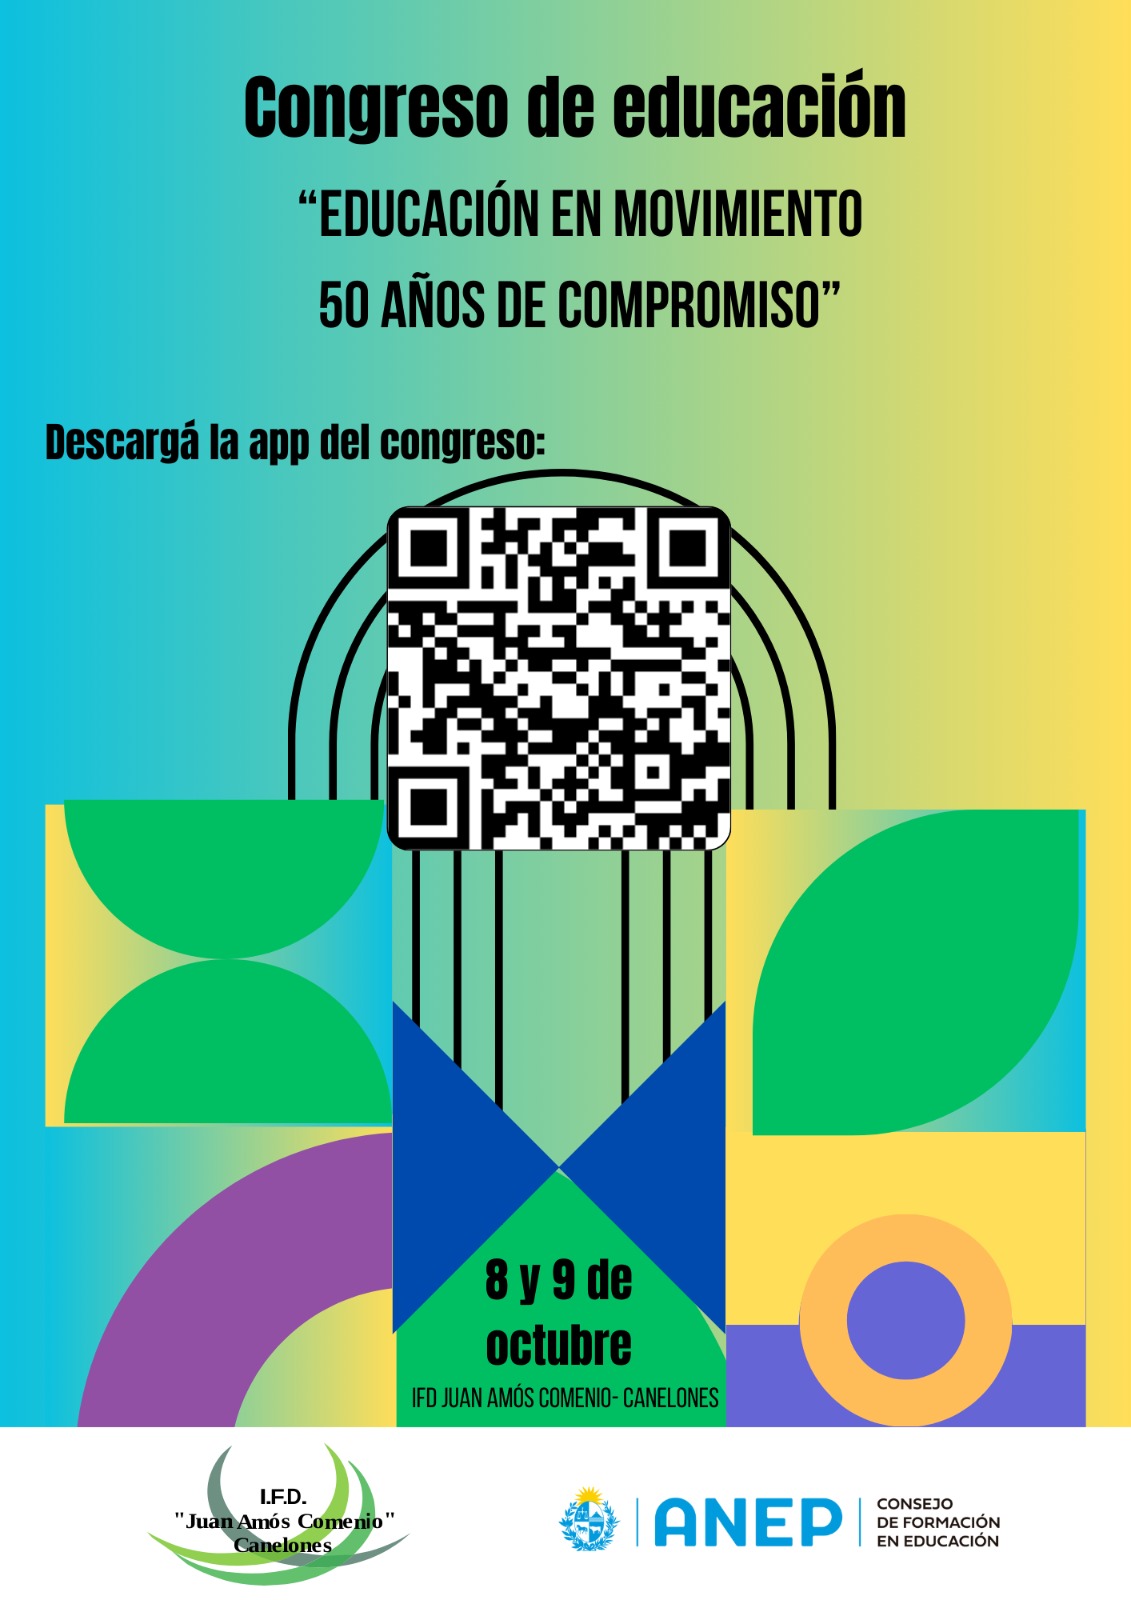 Congreso de educación
“EDUCACIÓN EN MOVIMIENTO
50 AÑOS DE COMPROMISO”
Descargá la app del congreso:
8 y 9 de
octubre
IFD JUAN AMÓS COMENIO- CANELONES
I.F.D.
"Juan Amós Comenio"
Canelones
ANEP
CONSEJO
DE FORMACIÓN
EN EDUCACIÓN